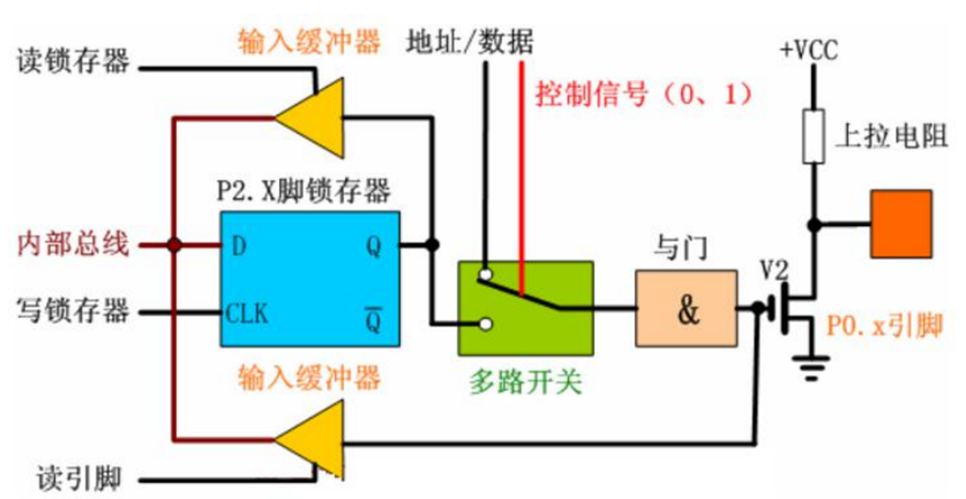 输入缓冲器
地址/数据
读锁存器
+VCC
控制信号（0、1）
上拉电阻
P2.X脚锁存器
内部总线
D
Q
与门
V2
写锁存器
CLK
Q̅
&
P0.x引脚
输入缓冲器
多路开关
读引脚